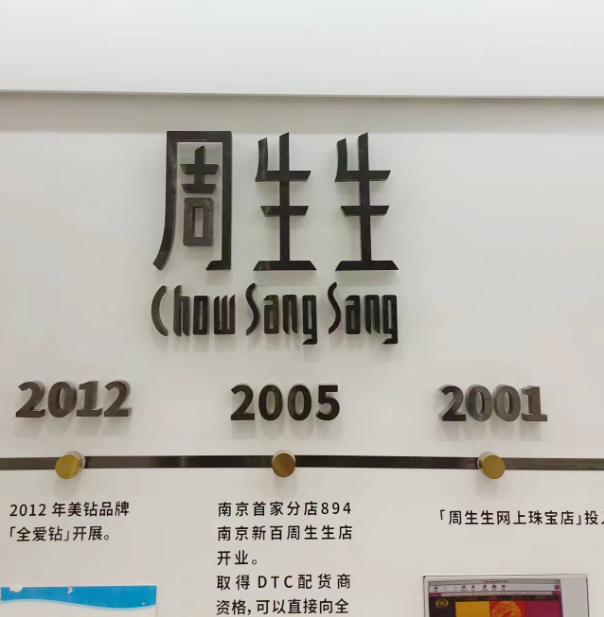 周生生
Chow Sang Sang
2012
2005
2001
2012 年美钻品牌
「全爱钻」开展。
南京首家分店894
南京新百周生生店
开业。
取得DTC配货商
资格,可以直接向全
「周生生网上珠宝店」投入